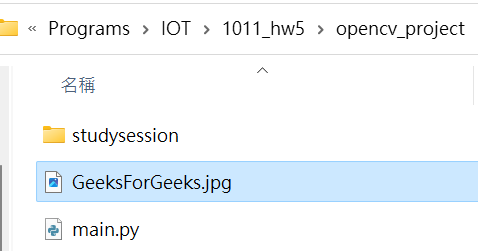 « Programs > IOT > 1011_hw5 > opencv_project
名稱
studysession
GeeksForGeeks.jpg
main.py